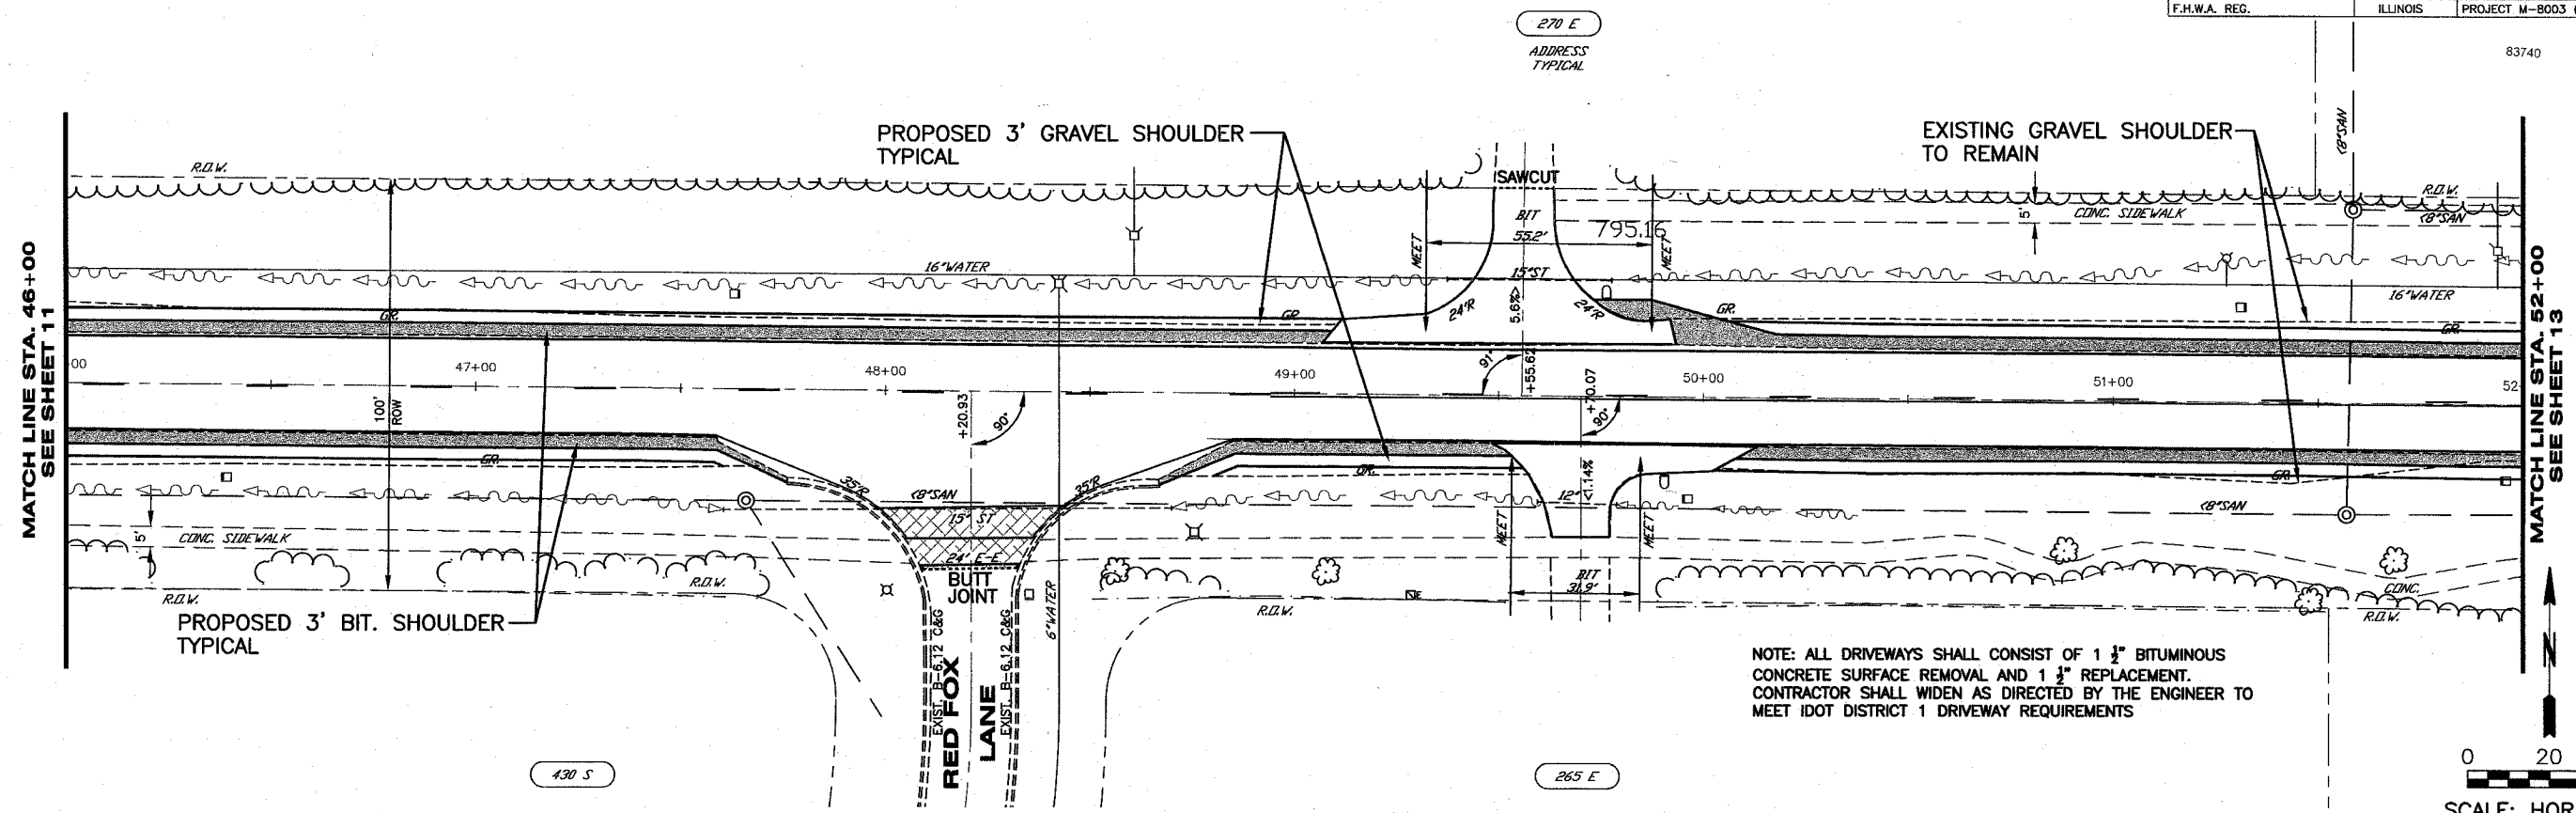 F.H.W.A. REG. ILLINOIS PROJECT M-8003
83740
270 E
ADDRESS
TYPICAL
PROPOSED 3' GRAVEL SHOULDER
TYPICAL
EXISTING GRAVEL SHOULDER
TO REMAIN
<8"SAN
R.O.W.
SAWCUT
R.O.W.
<8"SAN
BIT
55.2'
795.16
MEET
MEET
5'
CONC. SIDEWALK
16"WATER
15"ST
16"WATER
24'R
5.6%>
24'R
GR.
GR.
GR.
GR.
MATCH LINE STA. 46+00
SEE SHEET 11
MATCH LINE STA. 52+00
SEE SHEET 13
00
47+00
48+00
49+00
50+00
51+00
52
91°
+55.62
100'
ROW
+20.93
90°
+70.07
90°
GR.
GR.
GR.
35'R
35'R
<8"SAN
15" ST
12"
<1.14%
<8"SAN
5'
CONC. SIDEWALK
24' E-E
MEET
MEET
BUTT
JOINT
R.O.W.
R.O.W.
R.O.W.
BIT
31.9'
CONC.
R.O.W.
PROPOSED 3' BIT. SHOULDER
TYPICAL
EXIST. B-6.12 C&G
RED FOX
LANE
EXIST. B-6.12 C&G
6"WATER
NOTE: ALL DRIVEWAYS SHALL CONSIST OF 1 ½" BITUMINOUS
CONCRETE SURFACE REMOVAL AND 1 ½" REPLACEMENT.
CONTRACTOR SHALL WIDEN AS DIRECTED BY THE ENGINEER TO
MEET IDOT DISTRICT 1 DRIVEWAY REQUIREMENTS
N
430 S
265 E
0 20
SCALE: HOR